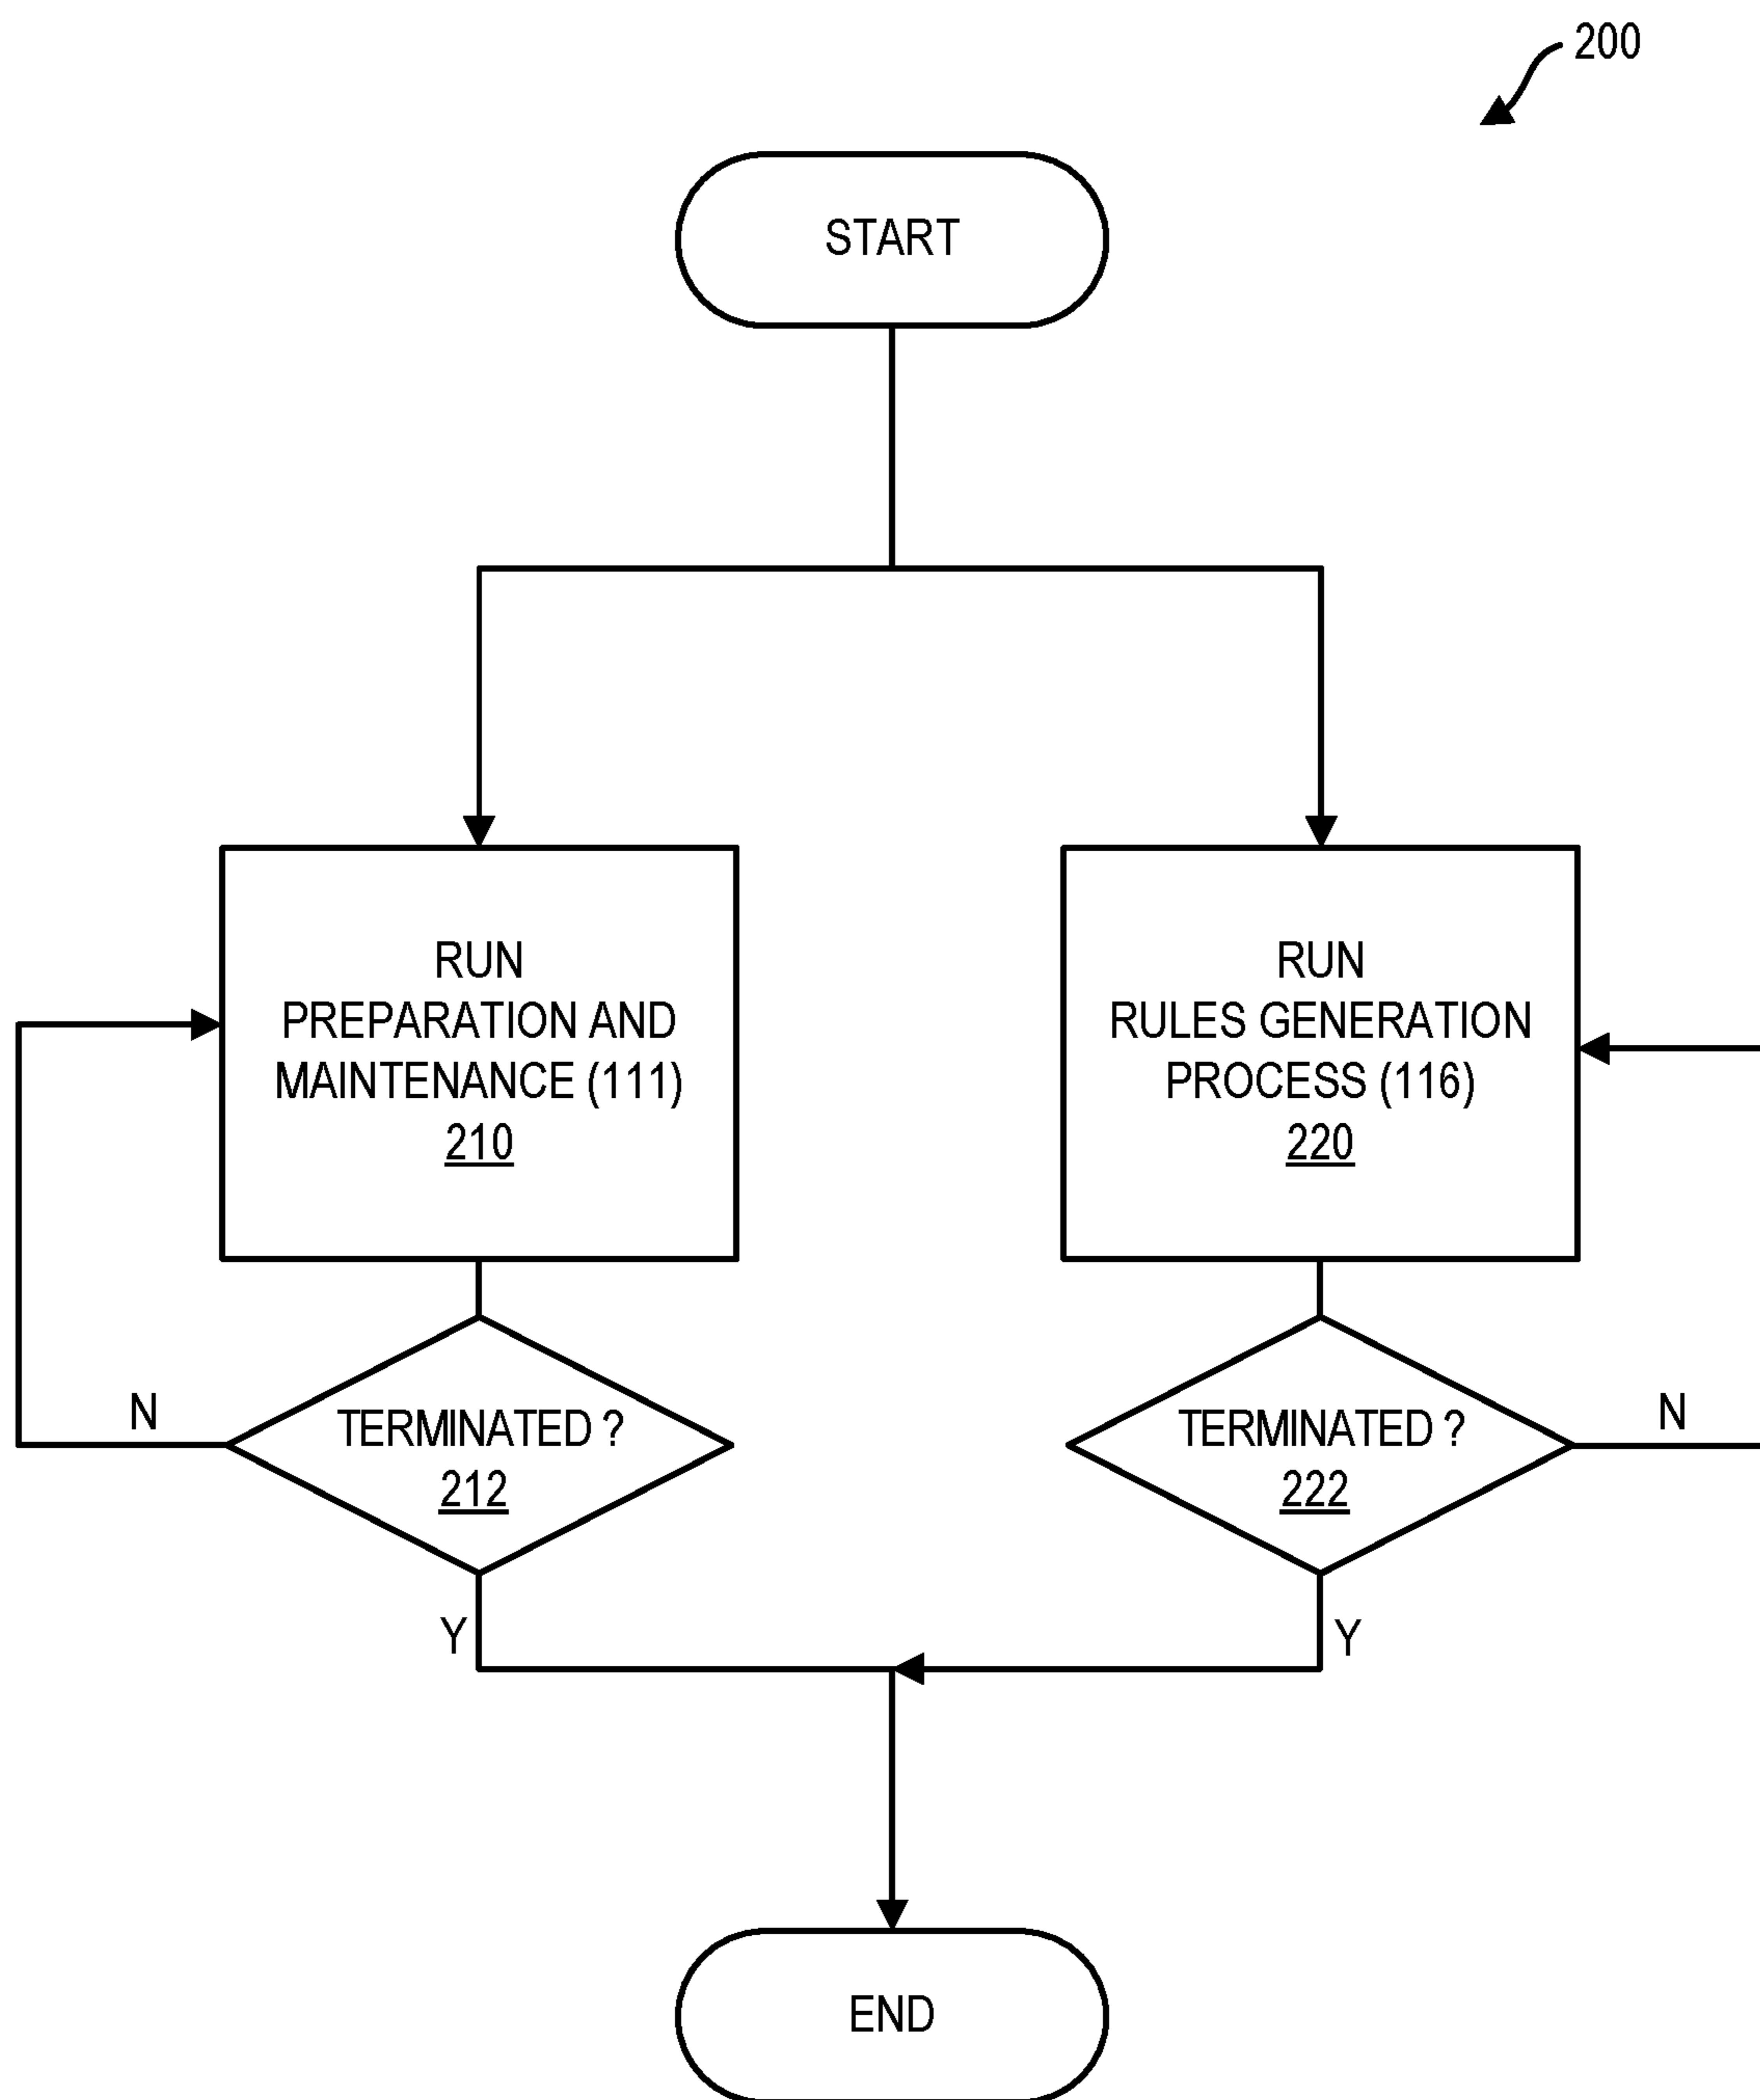 200
START
RUN
PREPARATION AND
MAINTENANCE (111)
210
RUN
RULES GENERATION
PROCESS (116)
220
N
TERMINATED ?
212
TERMINATED ?
222
N
Y
Y
END